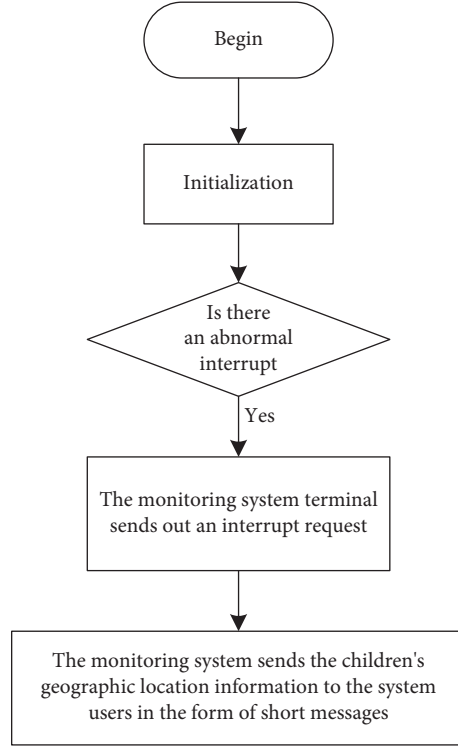 Begin
Initialization
Is there
an abnormal
interrupt
Yes
The monitoring system terminal
sends out an interrupt request
The monitoring system sends the children's
geographic location information to the system
users in the form of short messages